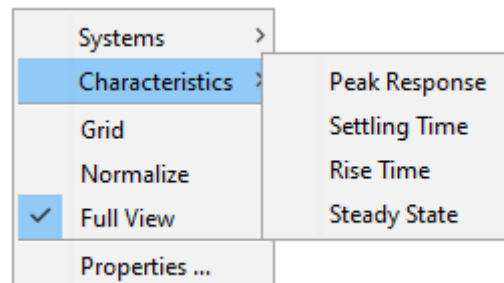 Systems
Characteristics
Grid
Normalize
Full View
Properties ...
Peak Response
Settling Time
Rise Time
Steady State